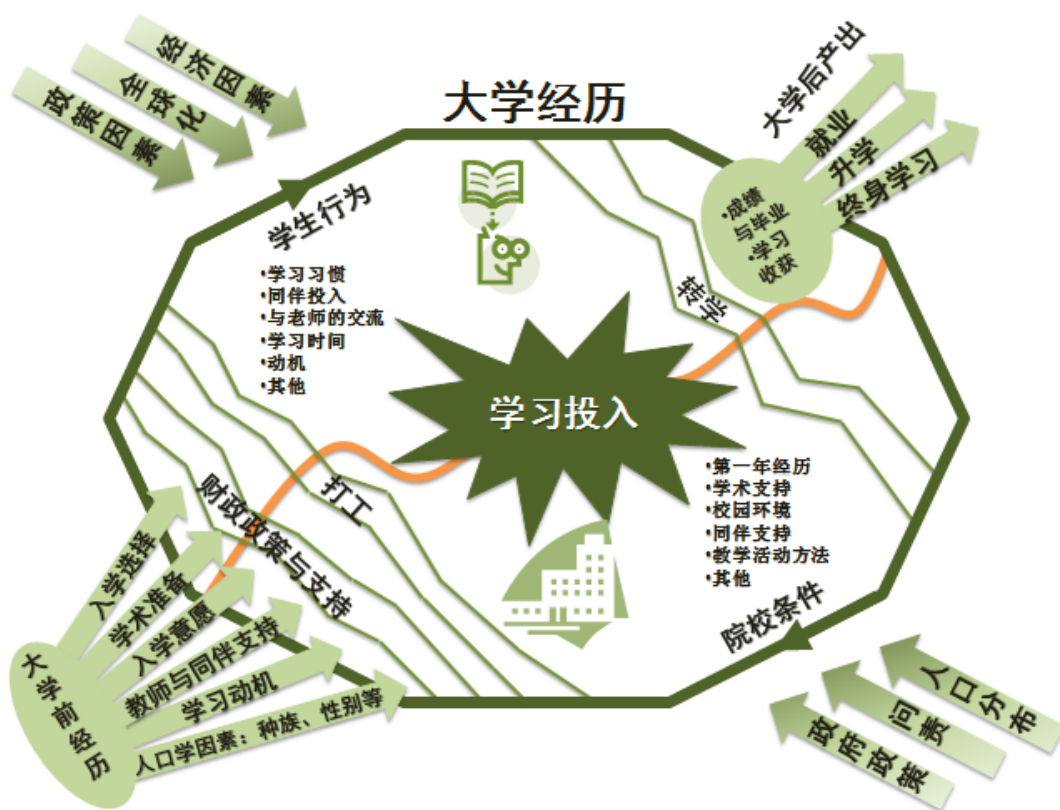 经济因素
全球化
政策因素
大学经历
大学后产出
就业
升学
终身学习
•成绩
与毕业
•学习
收获
学生行为
•学习习惯
•同伴投入
•与老师的交流
•学习时间
•动机
•其他
转学
学习投入
•第一年经历
•学术支持
•校园环境
•同伴支持
•教学活动方法
•其他
院校条件
打工
财政政策与支持
入学选择
学术准备
入学意愿
教师与同伴支持
学习动机
人口学因素：种族、性别等
大学前经历
人口分布
问责
政府政策